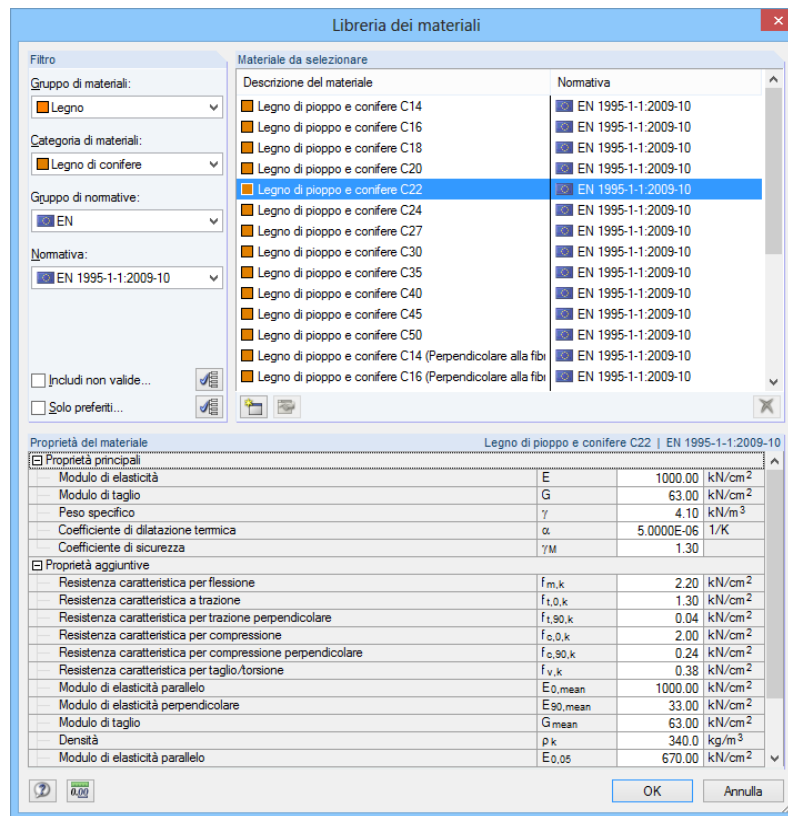 Libreria dei materiali
Filtro
Gruppo di materiali:
Legno
Categoria di materiali:
Legno di conifere
Gruppo di normative:
EN
Normativa:
EN 1995-1-1:2009-10
Includi non valide...
Solo preferiti...
Materiale da selezionare
Descrizione del materiale Normativa
Legno di pioppo e conifere C14 EN 1995-1-1:2009-10
Legno di pioppo e conifere C16 EN 1995-1-1:2009-10
Legno di pioppo e conifere C18 EN 1995-1-1:2009-10
Legno di pioppo e conifere C20 EN 1995-1-1:2009-10
Legno di pioppo e conifere C22 EN 1995-1-1:2009-10
Legno di pioppo e conifere C24 EN 1995-1-1:2009-10
Legno di pioppo e conifere C27 EN 1995-1-1:2009-10
Legno di pioppo e conifere C30 EN 1995-1-1:2009-10
Legno di pioppo e conifere C35 EN 1995-1-1:2009-10
Legno di pioppo e conifere C40 EN 1995-1-1:2009-10
Legno di pioppo e conifere C45 EN 1995-1-1:2009-10
Legno di pioppo e conifere C50 EN 1995-1-1:2009-10
Legno di pioppo e conifere C14 (Perpendicolare alla fib EN 1995-1-1:2009-10
Legno di pioppo e conifere C16 (Perpendicolare alla fib EN 1995-1-1:2009-10
Proprietà del materiale Legno di pioppo e conifere C22 | EN 1995-1-1:2009-10
Proprietà principali
Modulo di elasticità E 1000.00 kN/cm²
Modulo di taglio G 63.00 kN/cm²
Peso specifico γ 4.10 kN/m³
Coefficiente di dilatazione termica α 5.0000E-06 1/K
Coefficiente di sicurezza γM 1.30
Proprietà aggiuntive
Resistenza caratteristica per flessione fm,k 2.20 kN/cm²
Resistenza caratteristica a trazione ft,0,k 1.30 kN/cm²
Resistenza caratteristica per trazione perpendicolare ft,90,k 0.04 kN/cm²
Resistenza caratteristica per compressione fc,0,k 2.00 kN/cm²
Resistenza caratteristica per compressione perpendicolare fc,90,k 0.24 kN/cm²
Resistenza caratteristica per taglio/torsione fv,k 0.38 kN/cm²
Modulo di elasticità parallelo E0,mean 1000.00 kN/cm²
Modulo di elasticità perpendicolare E90,mean 33.00 kN/cm²
Modulo di taglio Gmean 63.00 kN/cm²
Densità ρk 340.0 kg/m³
Modulo di elasticità parallelo E0,05 670.00 kN/cm²
0.00
OK Annulla